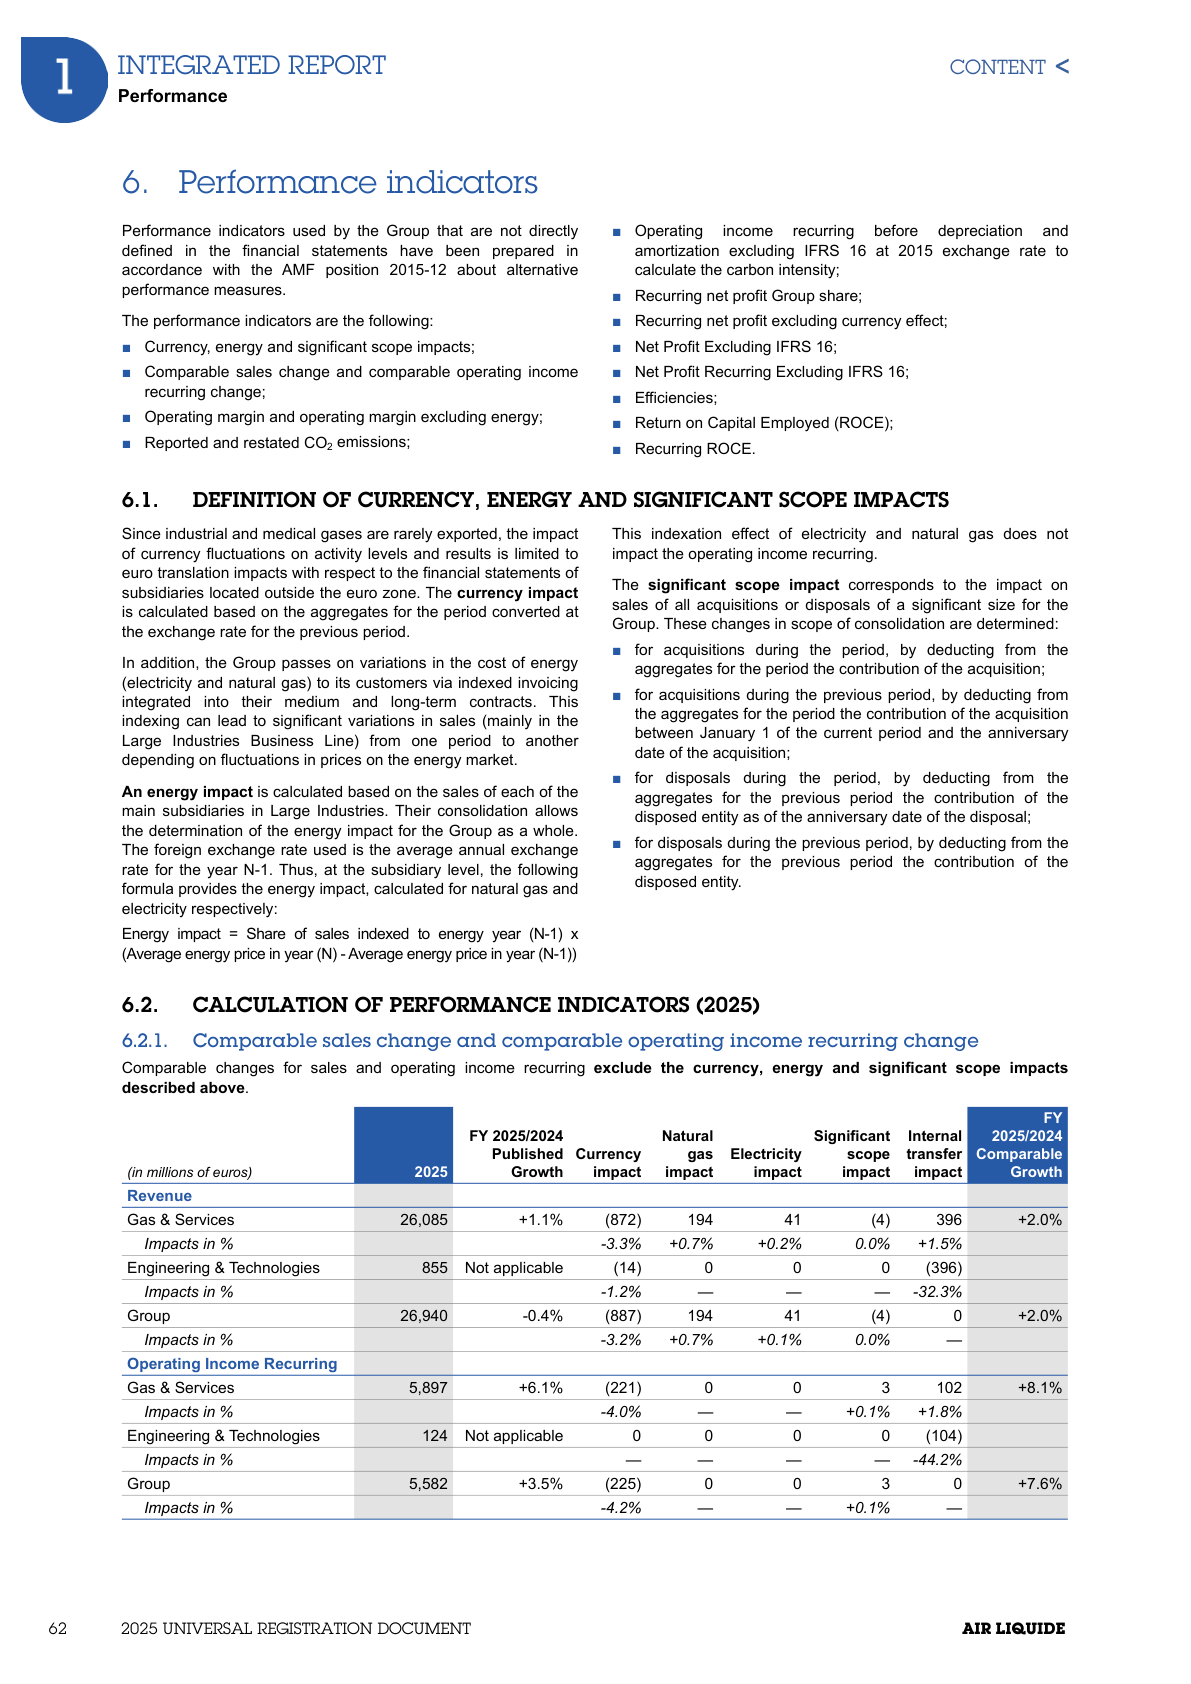 1
INTEGRATED REPORT
Performance
CONTENT <
6. Performance indicators
Performance indicators used by the Group that are not directly
defined in the financial statements have been prepared in
accordance with the AMF position 2015-12 about alternative
performance measures.
The performance indicators are the following:
■ Currency, energy and significant scope impacts;
■ Comparable sales change and comparable operating income
recurring change;
■ Operating margin and operating margin excluding energy;
■ Reported and restated CO₂ emissions;
■ Operating income recurring before depreciation and
amortization excluding IFRS 16 at 2015 exchange rate to
calculate the carbon intensity;
■ Recurring net profit Group share;
■ Recurring net profit excluding currency effect;
■ Net Profit Excluding IFRS 16;
■ Net Profit Recurring Excluding IFRS 16;
■ Efficiencies;
■ Return on Capital Employed (ROCE);
■ Recurring ROCE.
6.1. DEFINITION OF CURRENCY, ENERGY AND SIGNIFICANT SCOPE IMPACTS
Since industrial and medical gases are rarely exported, the impact
of currency fluctuations on activity levels and results is limited to
euro translation impacts with respect to the financial statements of
subsidiaries located outside the euro zone. The currency impact
is calculated based on the aggregates for the period converted at
the exchange rate for the previous period.
In addition, the Group passes on variations in the cost of energy
(electricity and natural gas) to its customers via indexed invoicing
integrated into their medium and long-term contracts. This
indexing can lead to significant variations in sales (mainly in the
Large Industries Business Line) from one period to another
depending on fluctuations in prices on the energy market.
An energy impact is calculated based on the sales of each of the
main subsidiaries in Large Industries. Their consolidation allows
the determination of the energy impact for the Group as a whole.
The foreign exchange rate used is the average annual exchange
rate for the year N-1. Thus, at the subsidiary level, the following
formula provides the energy impact, calculated for natural gas and
electricity respectively:
Energy impact = Share of sales indexed to energy year (N-1) x
(Average energy price in year (N) - Average energy price in year (N-1))
This indexation effect of electricity and natural gas does not
impact the operating income recurring.
The significant scope impact corresponds to the impact on
sales of all acquisitions or disposals of a significant size for the
Group. These changes in scope of consolidation are determined:
■ for acquisitions during the period, by deducting from the
aggregates for the period the contribution of the acquisition;
■ for acquisitions during the previous period, by deducting from
the aggregates for the period the contribution of the acquisition
between January 1 of the current period and the anniversary
date of the acquisition;
■ for disposals during the period, by deducting from the
aggregates for the previous period the contribution of the
disposed entity as of the anniversary date of the disposal;
■ for disposals during the previous period, by deducting from the
aggregates for the previous period the contribution of the
disposed entity.
6.2. CALCULATION OF PERFORMANCE INDICATORS (2025)
6.2.1. Comparable sales change and comparable operating income recurring change
Comparable changes for sales and operating income recurring exclude the currency, energy and significant scope impacts
described above.
(in millions of euros) 2025 FY 2025/2024 Published Growth Currency impact Natural gas impact Electricity impact Significant scope impact Internal transfer impact FY 2025/2024 Comparable Growth
Revenue
Gas & Services 26,085 +1.1% (872) 194 41 (4) 396 +2.0%
Impacts in % -3.3% +0.7% +0.2% 0.0% +1.5%
Engineering & Technologies 855 Not applicable (14) 0 0 0 (396)
Impacts in % -1.2% — — — -32.3%
Group 26,940 -0.4% (887) 194 41 (4) 0 +2.0%
Impacts in % -3.2% +0.7% +0.1% 0.0% —
Operating Income Recurring
Gas & Services 5,897 +6.1% (221) 0 0 3 102 +8.1%
Impacts in % -4.0% — — +0.1% +1.8%
Engineering & Technologies 124 Not applicable 0 0 0 0 (104)
Impacts in % — — — — -44.2%
Group 5,582 +3.5% (225) 0 0 3 0 +7.6%
Impacts in % -4.2% — — +0.1% —
62 2025 UNIVERSAL REGISTRATION DOCUMENT AIR LIQUIDE